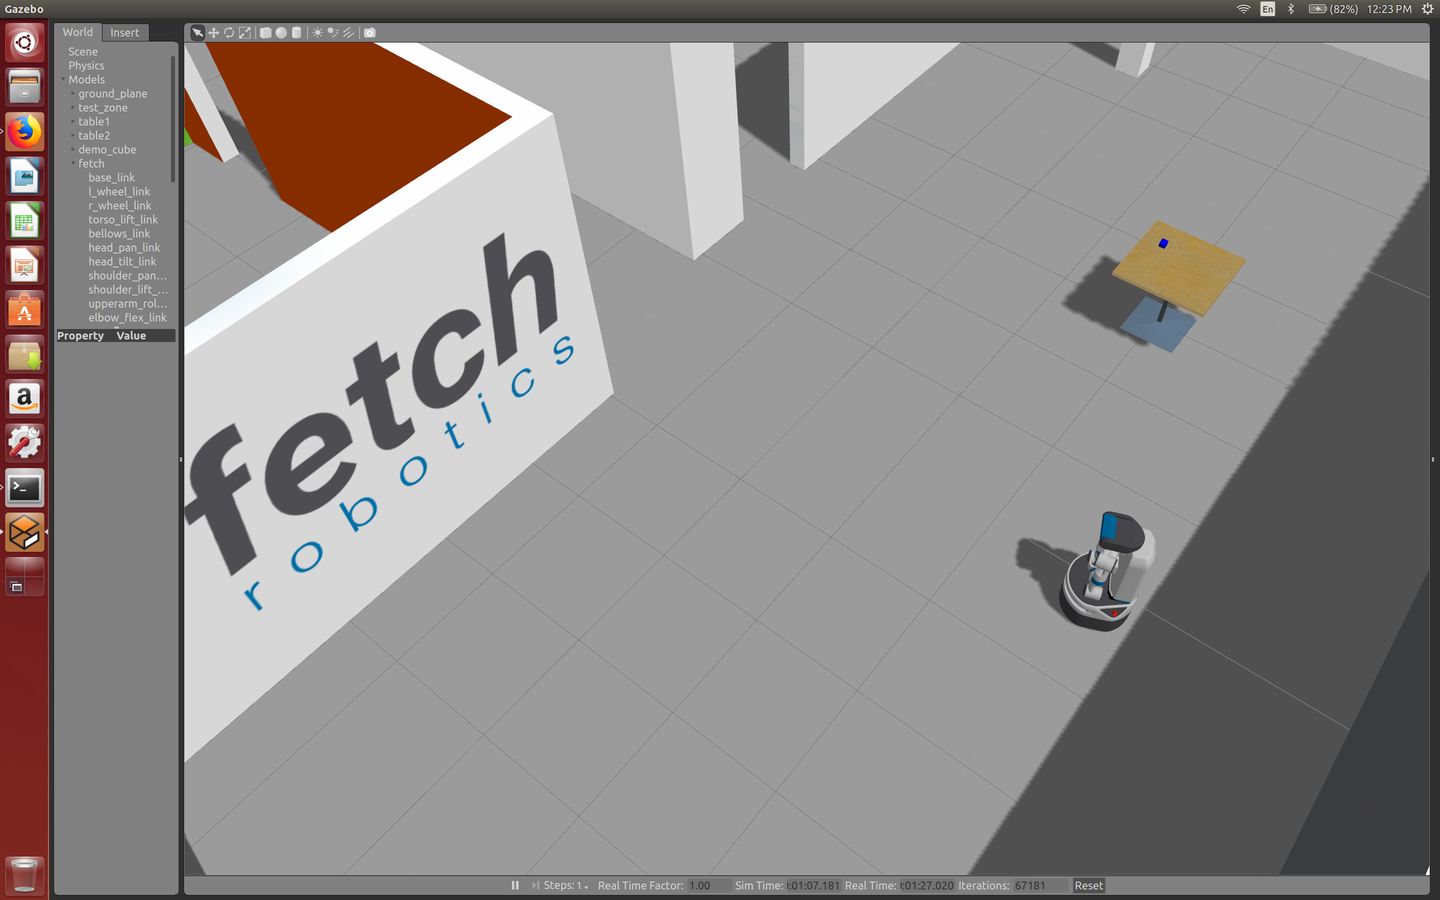 Gazebo
En
(82%)
12:23 PM
World
Insert
Scene
Physics
Models
ground_plane
test_zone
table1
table2
demo_cube
fetch
base_link
l_wheel_link
r_wheel_link
torso_lift_link
bellows_link
head_pan_link
head_tilt_link
shoulder_pan...
shoulder_lift_...
upperarm_rol...
elbow_flex_link
Property Value
fetch
robotics
a
Steps: 1
Real Time Factor: 1.00
Sim Time: 0:01:07.181
Real Time: 0:01:27.020
Iterations: 67181
Reset